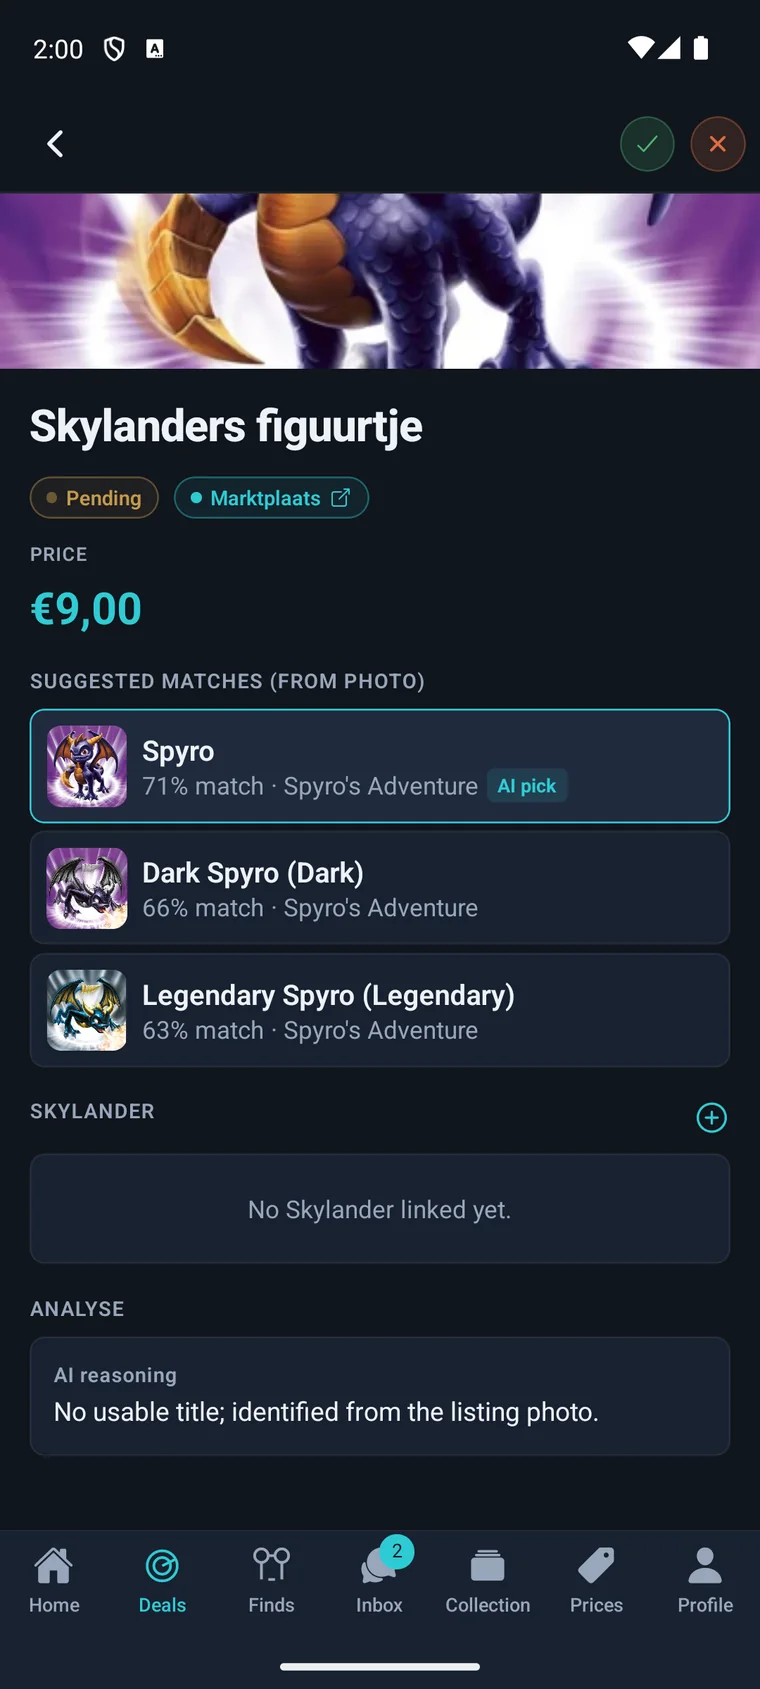 2:00
A
Skylanders figuurtje
Pending
Marktplaats
PRICE
€9,00
SUGGESTED MATCHES (FROM PHOTO)
Spyro
71% match · Spyro's Adventure AI pick
Dark Spyro (Dark)
66% match · Spyro's Adventure
Legendary Spyro (Legendary)
63% match · Spyro's Adventure
SKYLANDER
No Skylander linked yet.
ANALYSE
AI reasoning
No usable title; identified from the listing photo.
2
Home Deals Finds Inbox Collection Prices Profile